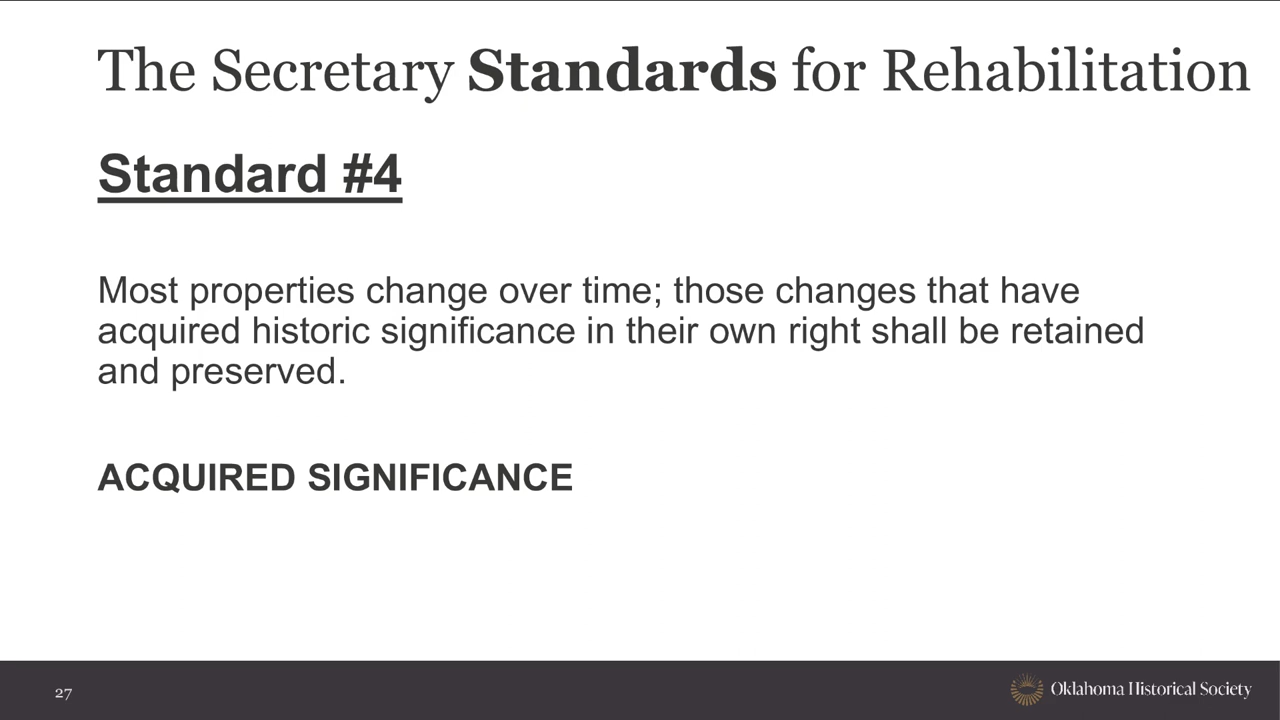 The Secretary Standards for Rehabilitation
Standard #4
Most properties change over time; those changes that have
acquired historic significance in their own right shall be retained
and preserved.
ACQUIRED SIGNIFICANCE
27
Oklahoma Historical Society